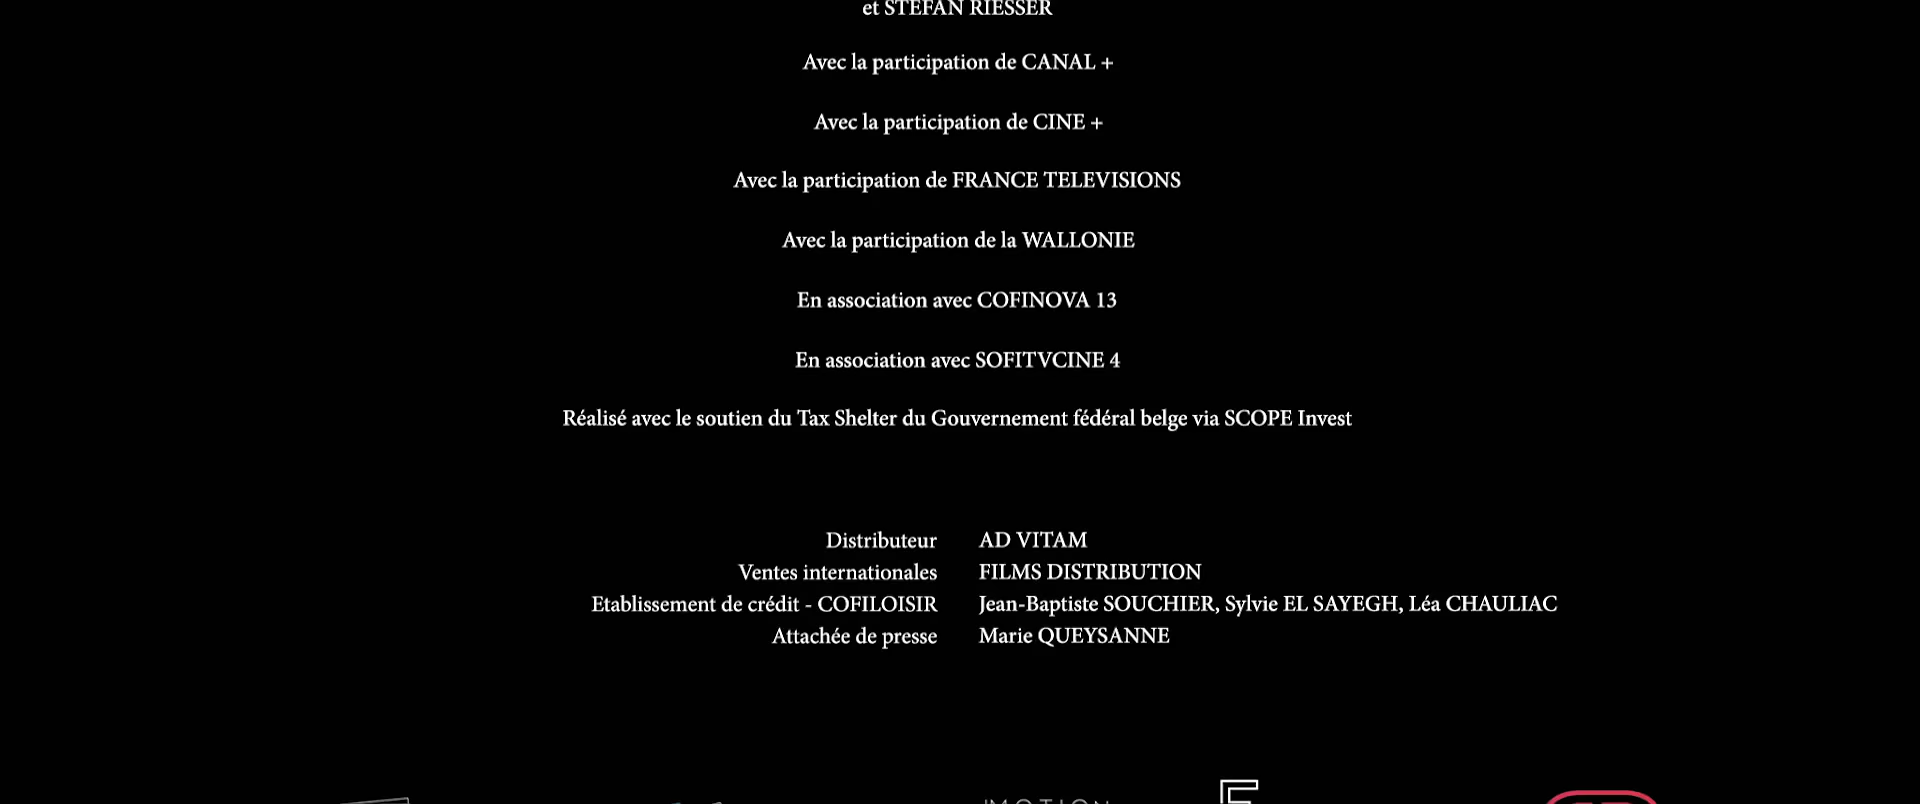 et STEFAN RIESSER
Avec la participation de CANAL +
Avec la participation de CINE +
Avec la participation de FRANCE TELEVISIONS
Avec la participation de la WALLONIE
En association avec COFINOVA 13
En association avec SOFITVCINE 4
Réalisé avec le soutien du Tax Shelter du Gouvernement fédéral belge via SCOPE Invest
Distributeur AD VITAM
Ventes internationales FILMS DISTRIBUTION
Etablissement de crédit - COFILOISIR Jean-Baptiste SOUCHIER, Sylvie EL SAYEGH, Léa CHAULIAC
Attachée de presse Marie QUEYSANNE